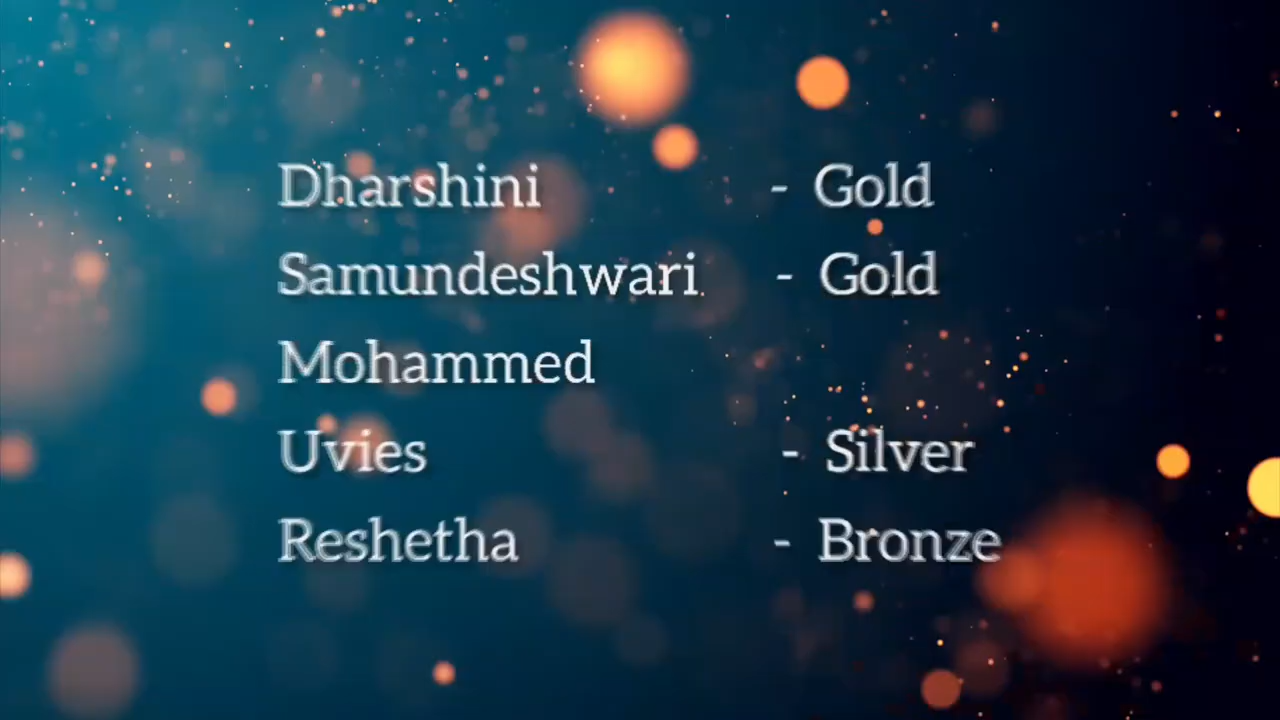 Dharshini - Gold
Samundeshwari - Gold
Mohammed
Uvies - Silver
Reshetha - Bronze